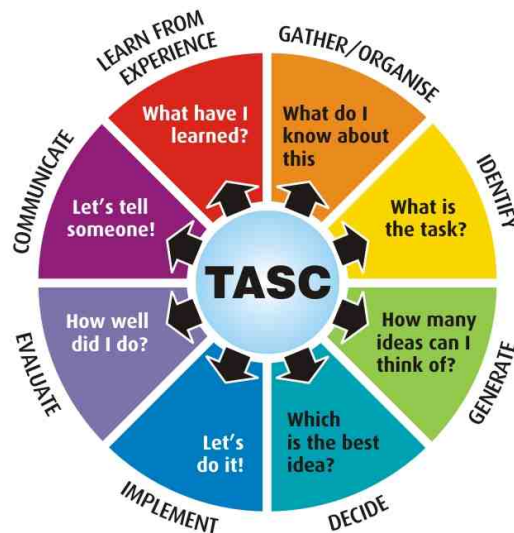 GATHER/ORGANISE
What do I
know about
this
IDENTIFY
What is
the task?
GENERATE
How many
ideas can I
think of?
DECIDE
Which
is the best
idea?
IMPLEMENT
Let's
do it!
EVALUATE
How well
did I do?
COMMUNICATE
Let's tell
someone!
LEARN FROM
EXPERIENCE
What have I
learned?
TASC